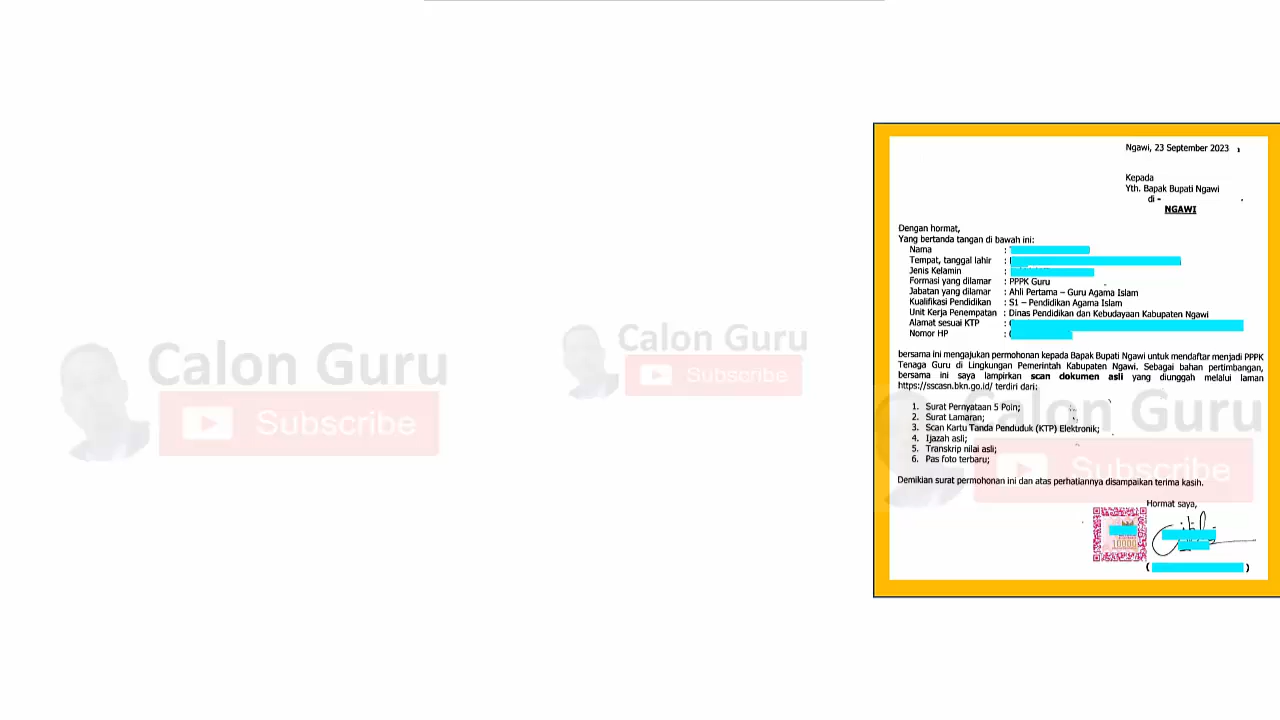 Calon Guru
Subscribe
Calon Guru
Subscribe
Ngawi, 23 September 2023
Kepada
Yth. Bapak Bupati Ngawi
di -
NGAWI
Dengan hormat,
Yang bertanda tangan di bawah ini:
Nama :
Tempat, tanggal lahir :
Jenis Kelamin :
Formasi yang dilamar : PPPK Guru
Jabatan yang dilamar : Ahli Pertama – Guru Agama Islam
Kualifikasi Pendidikan : S1 – Pendidikan Agama Islam
Unit Kerja Penempatan : Dinas Pendidikan dan Kebudayaan Kabupaten Ngawi
Alamat sesuai KTP :
Nomor HP :
bersama ini mengajukan permohonan kepada Bapak Bupati Ngawi untuk mendaftar menjadi PPPK
Tenaga Guru di Lingkungan Pemerintah Kabupaten Ngawi. Sebagai bahan pertimbangan,
bersama ini saya lampirkan scan dokumen asli yang diunggah melalui laman
https://sscasn.bkn.go.id/ terdiri dari:
1. Surat Pernyataan 5 Poin;
2. Surat Lamaran;
3. Scan Kartu Tanda Penduduk (KTP) Elektronik;
4. Ijazah asli;
5. Transkrip nilai asli;
6. Pas foto terbaru;
Calon Guru
Subscribe
Demikian surat permohonan ini dan atas perhatiannya disampaikan terima kasih.
Hormat saya,
10000
( )